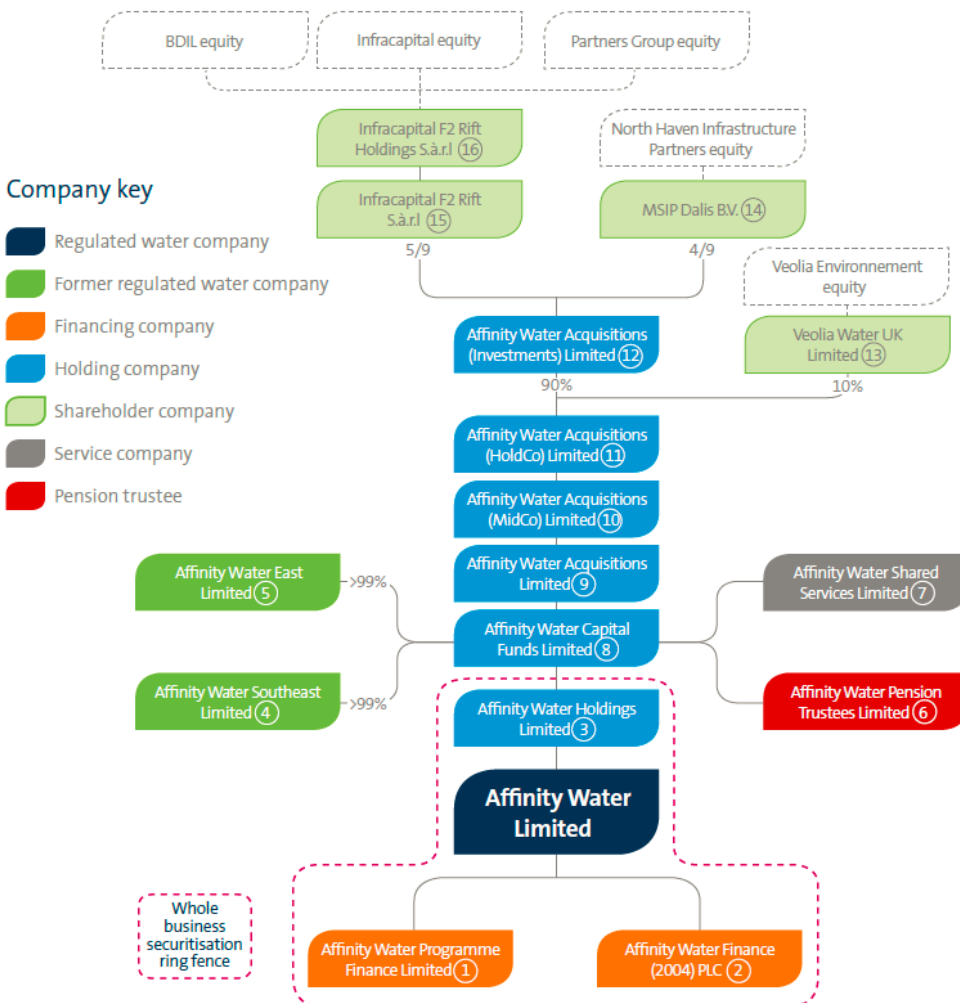 BDIL equity
Infracapital equity
Partners Group equity
Infracapital F2 Rift
Holdings S.à.r.l 16
North Haven Infrastructure
Partners equity
Company key
Infracapital F2 Rift
S.à.r.l 15
MSIP Dalis B.V. 14
5/9
4/9
Regulated water company
Former regulated water company
Financing company
Holding company
Shareholder company
Service company
Pension trustee
Veolia Environnement
equity
Affinity Water Acquisitions
(Investments) Limited 12
Veolia Water UK
Limited 13
90%
10%
Affinity Water Acquisitions
(HoldCo) Limited 11
Affinity Water Acquisitions
(MidCo) Limited 10
Affinity Water East
Limited 5
>99%
Affinity Water Acquisitions
Limited 9
Affinity Water Shared
Services Limited 7
Affinity Water Capital
Funds Limited 8
Affinity Water Southeast
Limited 4
>99%
Affinity Water Holdings
Limited 3
Affinity Water Pension
Trustees Limited 6
Affinity Water
Limited
Whole
business
securitisation
ring fence
Affinity Water Programme
Finance Limited 1
Affinity Water Finance
(2004) PLC 2